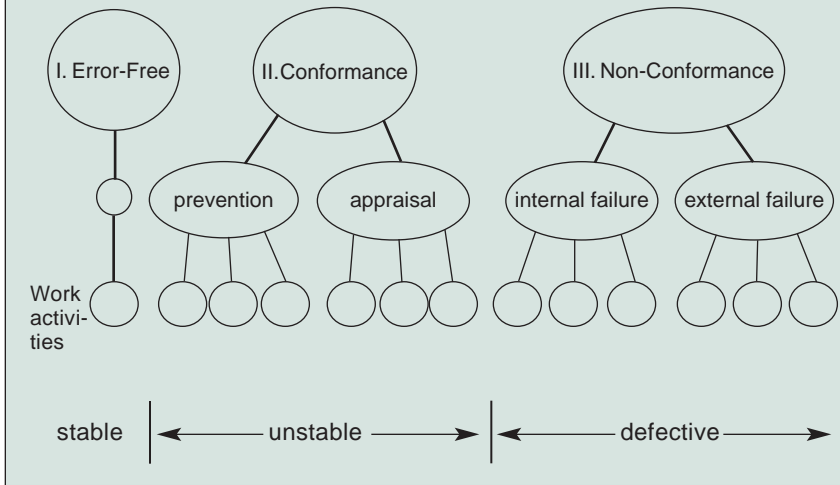 I. Error-Free
II.Conformance
III. Non-Conformance
prevention
appraisal
internal failure
external failure
Work
activi-
ties
stable
unstable
defective